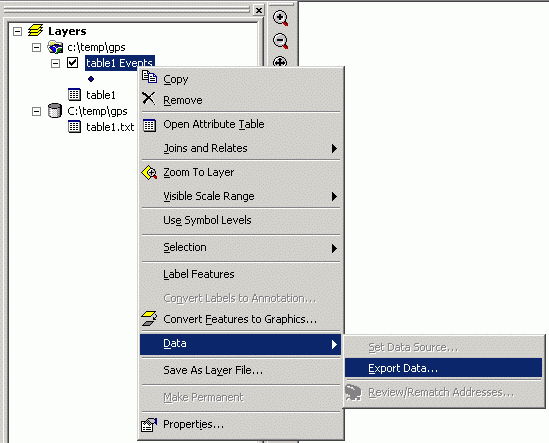 Layers
c:\temp\gps
table1 Events
table1
C:\temp\gps
table1.txt
Copy
Remove
Open Attribute Table
Joins and Relates
Zoom To Layer
Visible Scale Range
Use Symbol Levels
Selection
Label Features
Convert Labels to Annotation...
Convert Features to Graphics...
Data
Save As Layer File...
Make Permanent
Properties...
Set Data Source...
Export Data...
Review/Rematch Addresses...